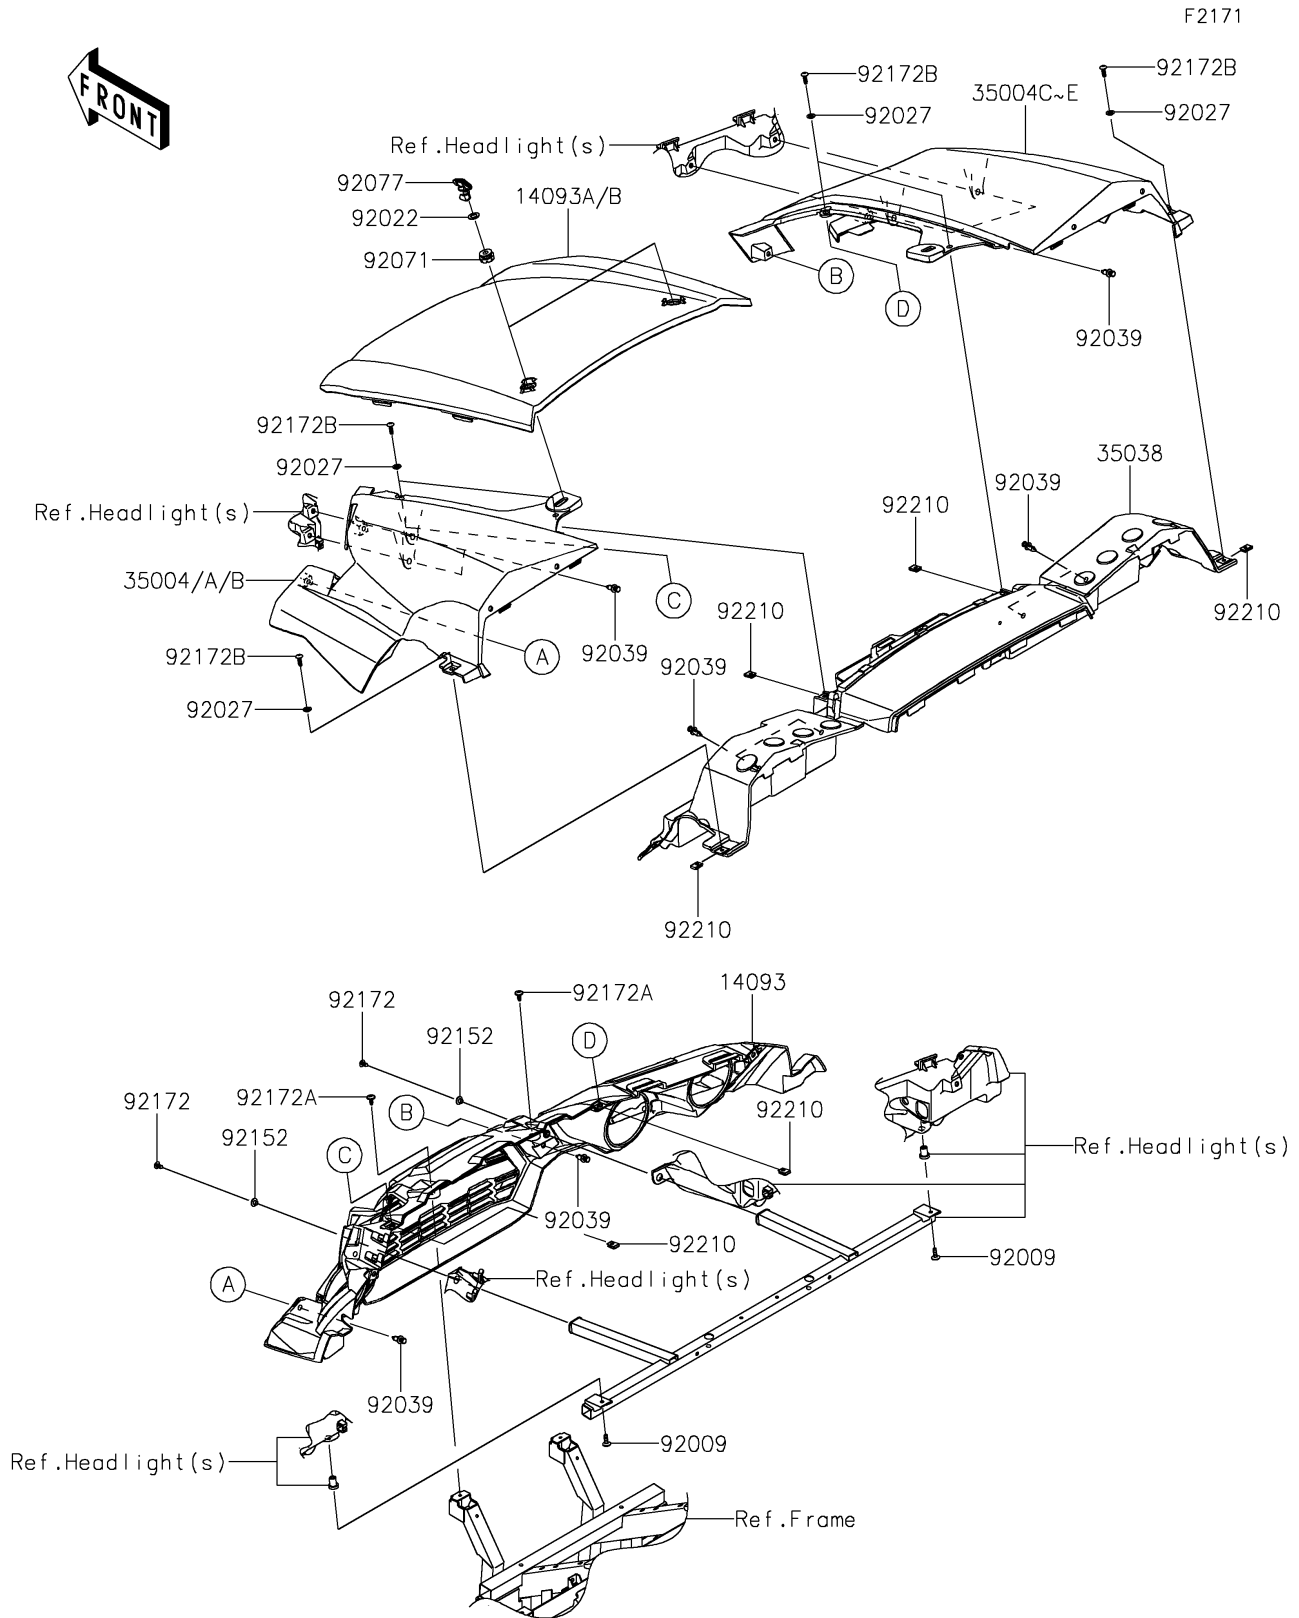 F2171
FRONT
92172B
92172B
35004C~E
92027
92027
Ref.Headlight(s)
92077
14093A/B
92022
92071
B
D
92039
92172B
92027
35038
92039
92210
Ref.Headlight(s)
35004/A/B
C
92210
92210
A
92039
92172B
92039
92027
92210
92172A
14093
92172
92152
D
92172A
B
92210
92172
92152
C
Ref.Headlight(s)
92039
92210
92009
A
Ref.Headlight(s)
92039
92009
Ref.Headlight(s)
Ref.Frame